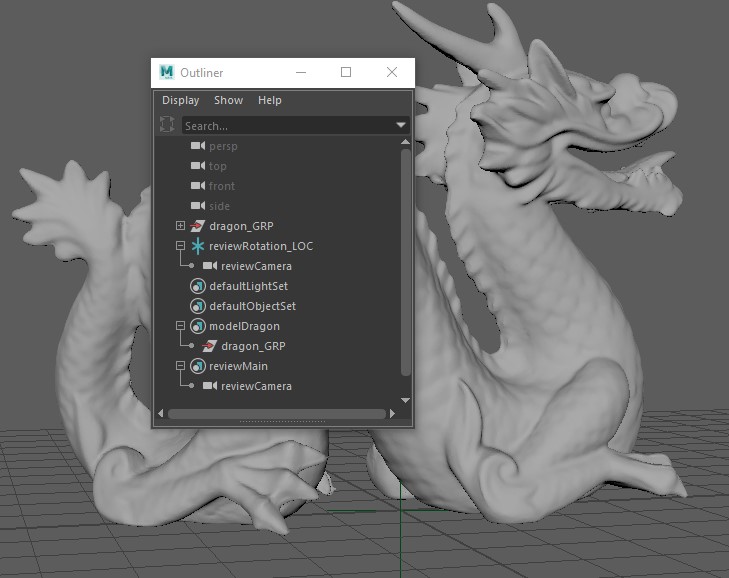 Outliner
Display Show Help
Search...
persp
top
front
side
dragon_GRP
reviewRotation_LOC
reviewCamera
defaultLightSet
defaultObjectSet
modelDragon
dragon_GRP
reviewMain
reviewCamera